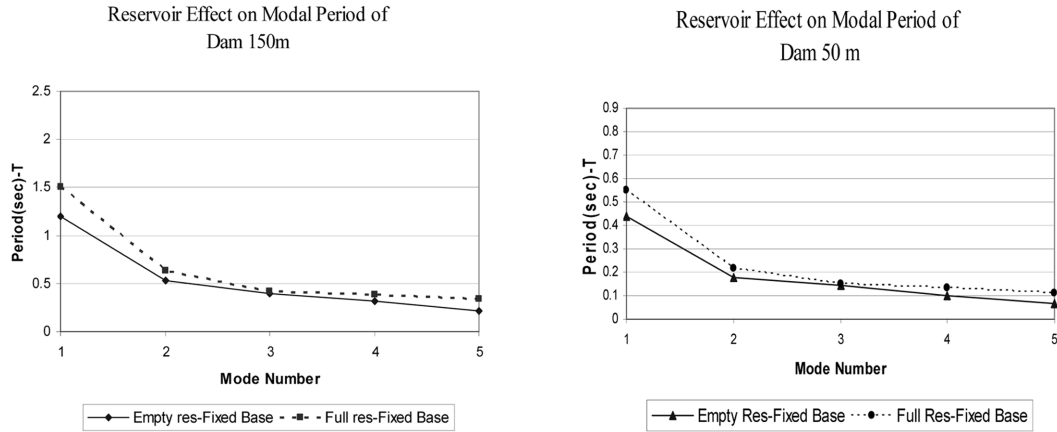 Reservoir Effect on Modal Period of
Dam 150m
2.5
2
1.5
1
0.5
0
Period(sec)-T
1 2 3 4 5
Mode Number
Empty res-Fixed Base Full res-Fixed Base
Reservoir Effect on Modal Period of
Dam 50 m
0.9
0.8
0.7
0.6
0.5
0.4
0.3
0.2
0.1
0
Period(sec)-T
1 2 3 4 5
Mode Number
Empty Res-Fixed Base Full Res-Fixed Base